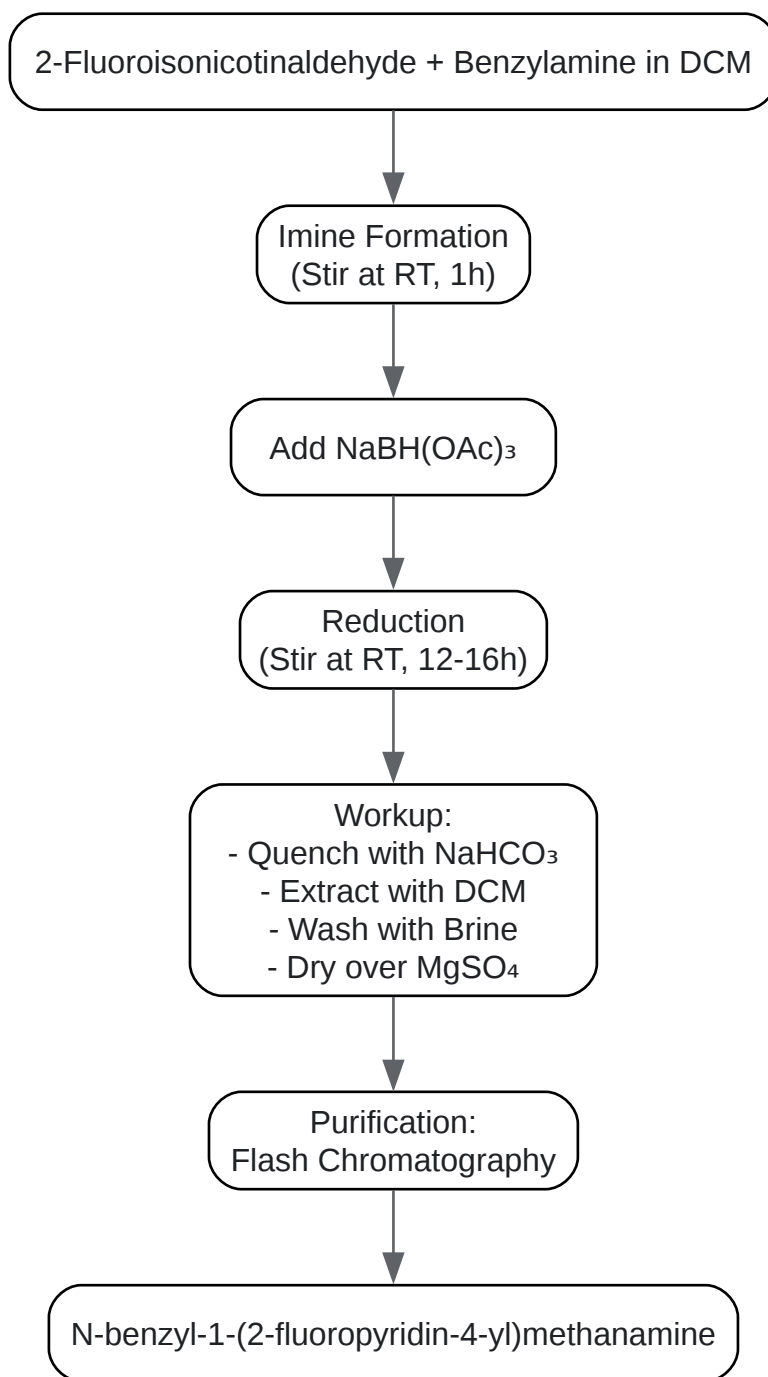 2-Fluoroisonicotinaldehyde + Benzylamine in DCM
Imine Formation
(Stir at RT, 1h)
Add NaBH(OAc)₃
Reduction
(Stir at RT, 12-16h)
Workup:
- Quench with NaHCO₃
- Extract with DCM
- Wash with Brine
- Dry over MgSO₄
Purification:
Flash Chromatography
N-benzyl-1-(2-fluoropyridin-4-yl)methanamine